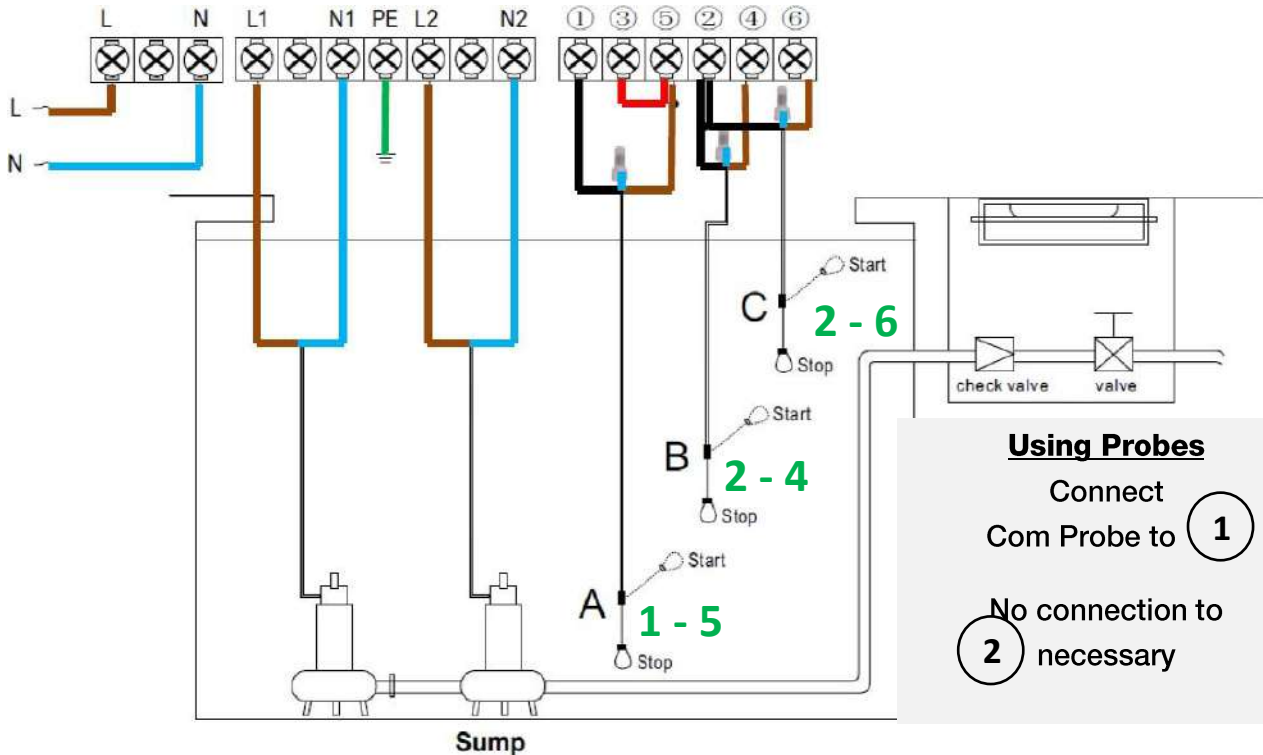 L N L1 N1 PE L2 N2 ① ③ ⑤ ② ④ ⑥
L
N
Start
C
2 - 6
Stop
check valve
valve
Start
B
2 - 4
Stop
Start
A
1 - 5
Stop
Using Probes
Connect
Com Probe to 1
No connection to
2 necessary
Sump